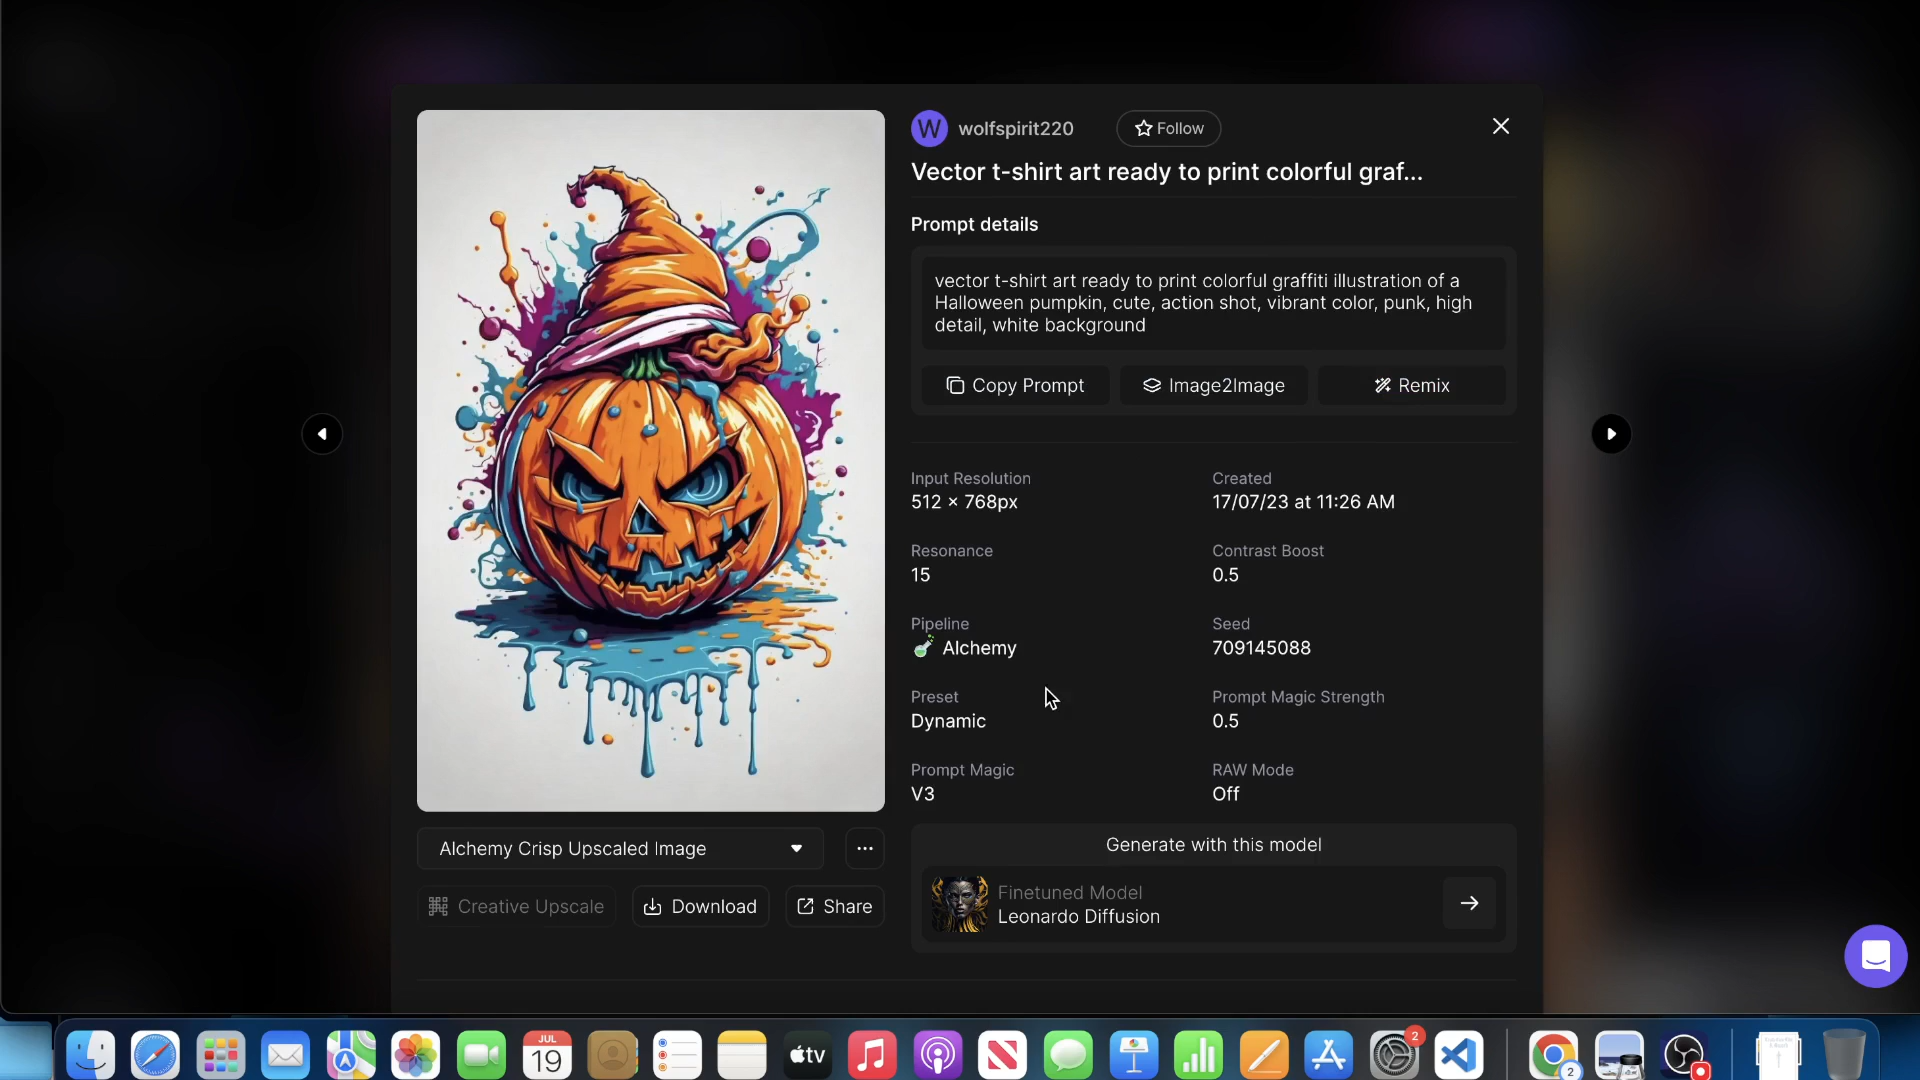 W wolfspirit220 Follow
Vector t-shirt art ready to print colorful graf...
Prompt details
vector t-shirt art ready to print colorful graffiti illustration of a
Halloween pumpkin, cute, action shot, vibrant color, punk, high
detail, white background
Copy Prompt Image2Image Remix
Input Resolution Created
512 × 768px 17/07/23 at 11:26 AM
Resonance Contrast Boost
15 0.5
Pipeline Seed
Alchemy 709145088
Preset Prompt Magic Strength
Dynamic 0.5
Prompt Magic RAW Mode
V3 Off
Alchemy Crisp Upscaled Image ...
Creative Upscale Download Share
Generate with this model
Finetuned Model
Leonardo Diffusion
JUL
19
tv
2
2